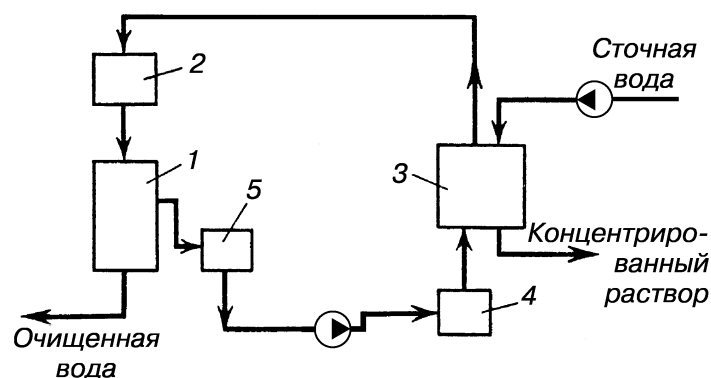 Сточная
вода
2
1
3
5
Концентриро-
ванный
раствор
4
Очищенная
вода